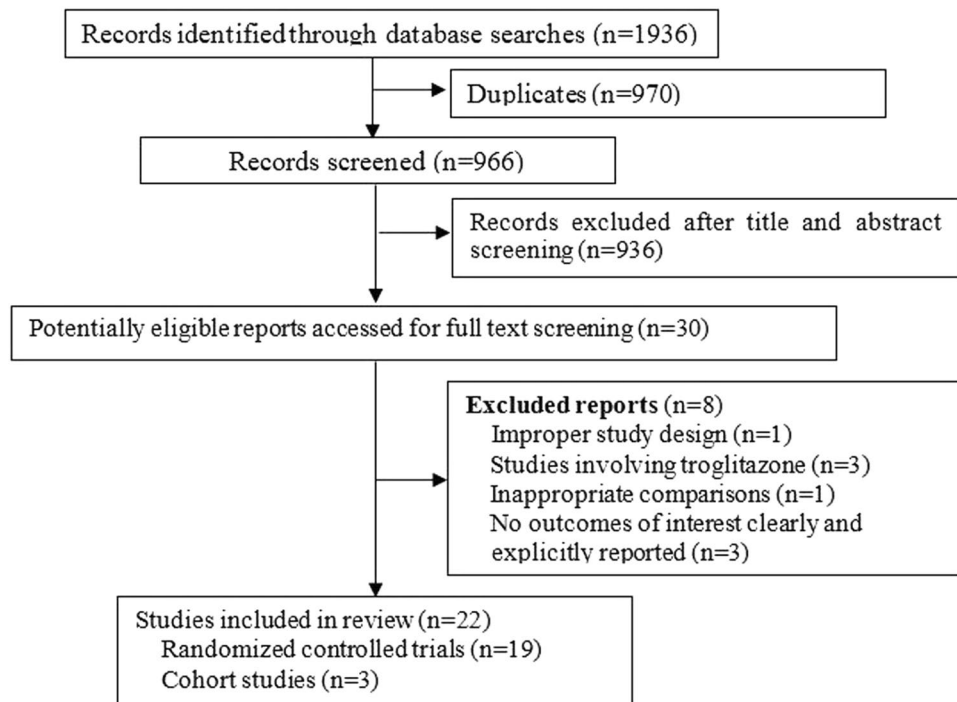 Records identified through database searches (n=1936)
Duplicates (n=970)
Records screened (n=966)
Records excluded after title and abstract
screening (n=936)
Potentially eligible reports accessed for full text screening (n=30)
Excluded reports (n=8)
Improper study design (n=1)
Studies involving troglitazone (n=3)
Inappropriate comparisons (n=1)
No outcomes of interest clearly and
explicitly reported (n=3)
Studies included in review (n=22)
Randomized controlled trials (n=19)
Cohort studies (n=3)